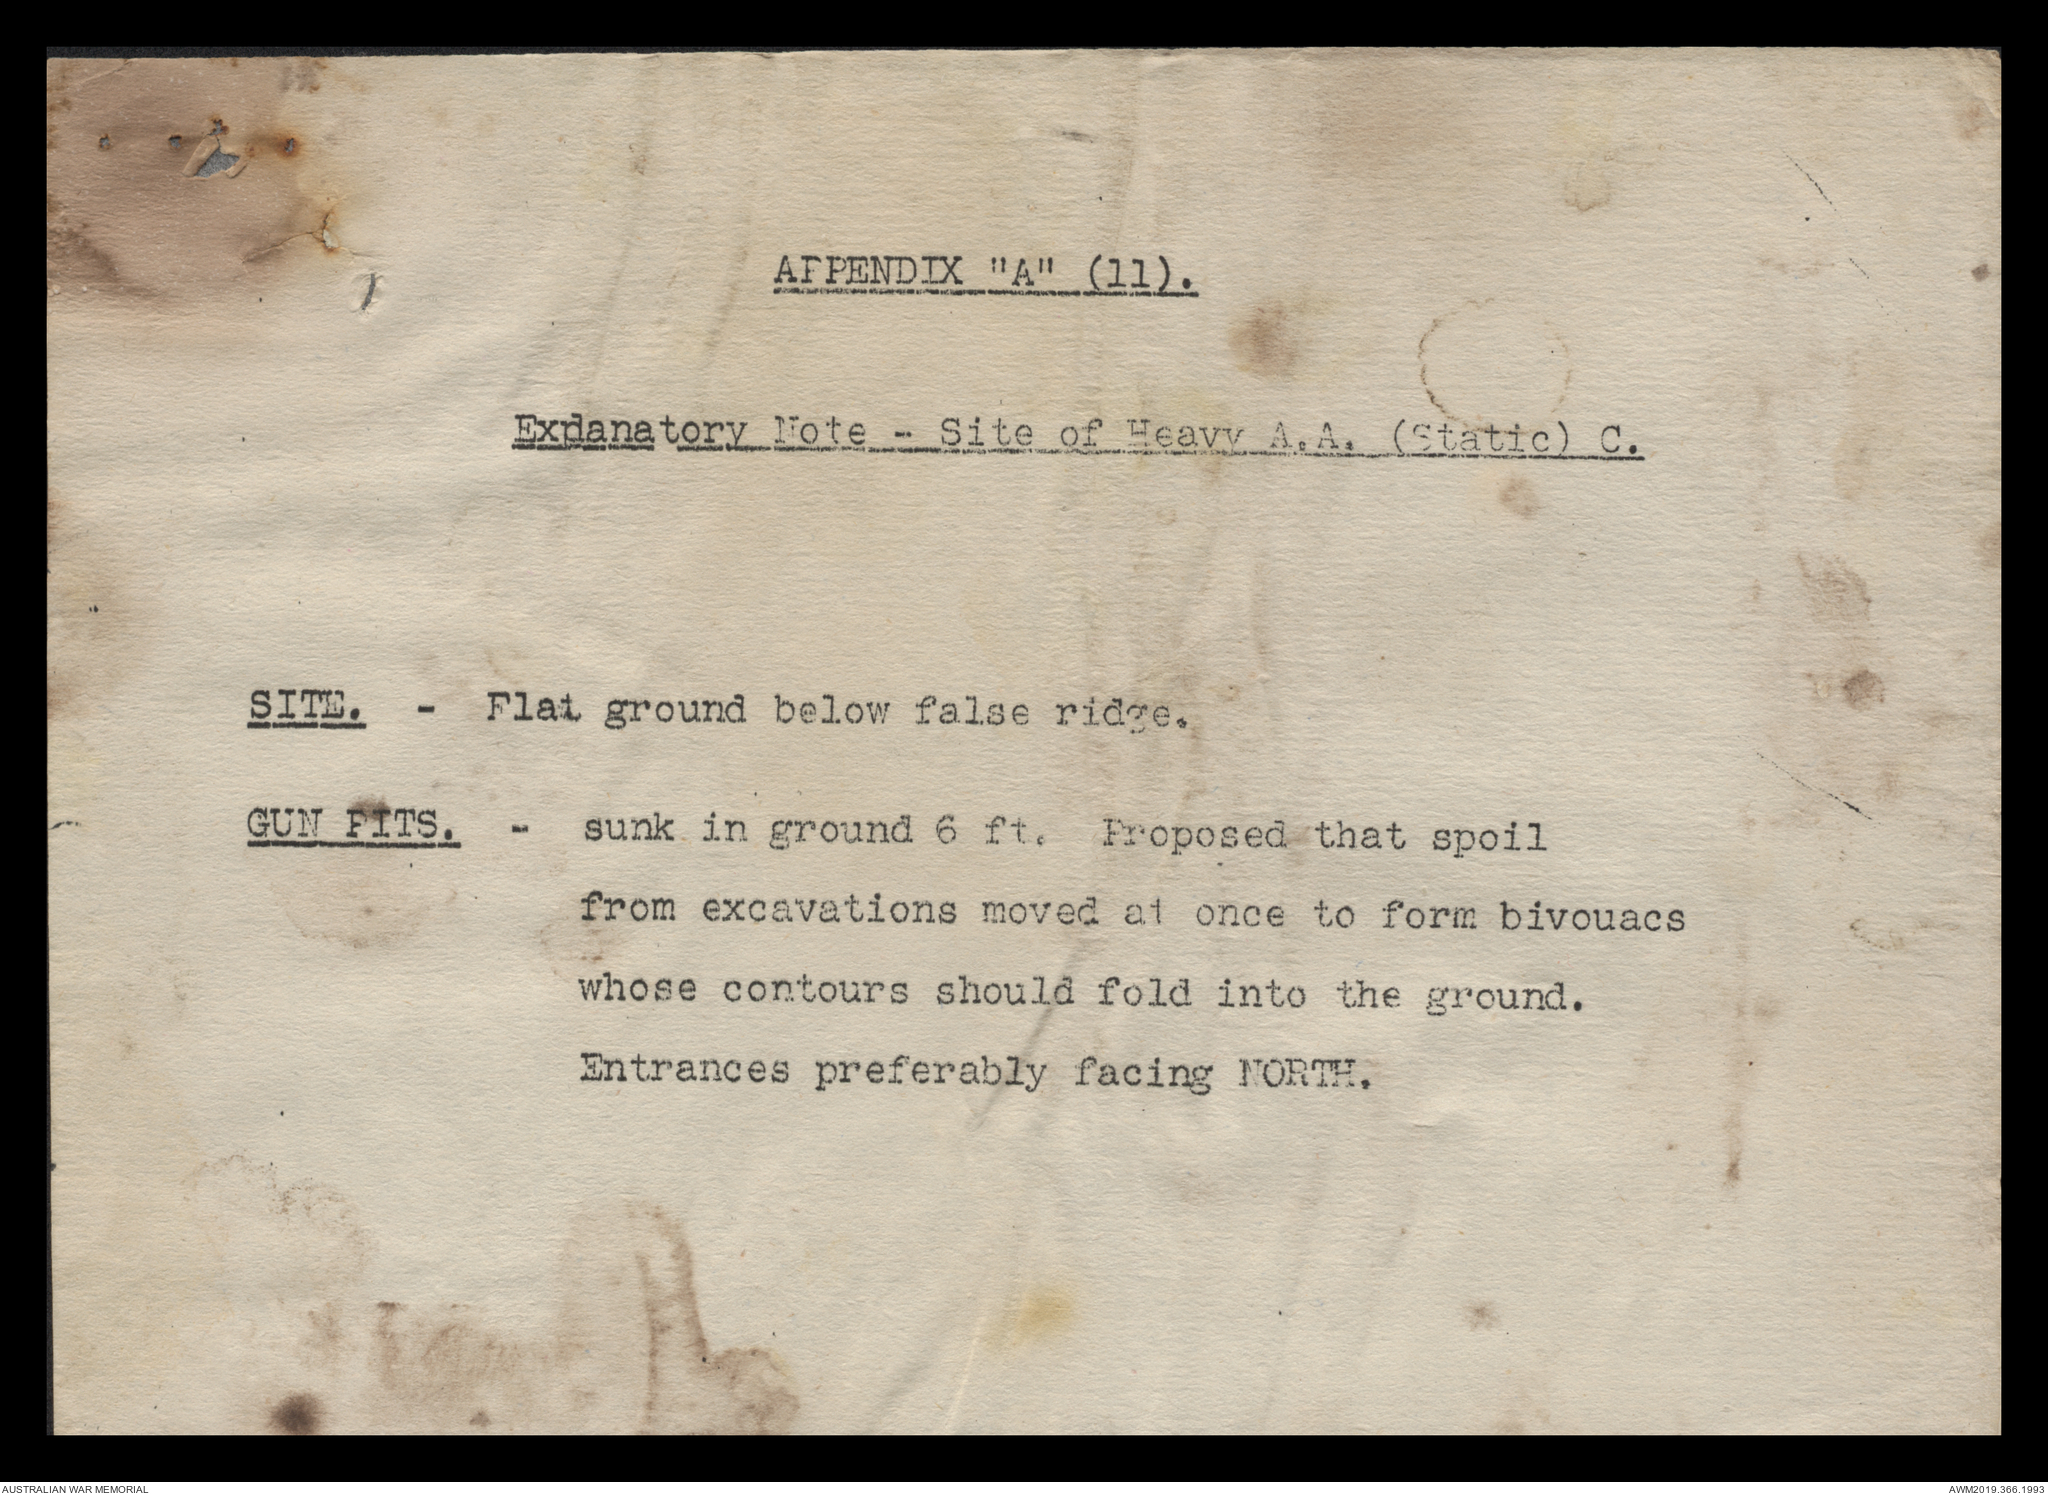 APPENDIX "A" (11).
Explanatory Note - Site of Heavy A.A. (Static) C.
SITE. - Flat ground below false ridge.
GUN PITS. - sunk in ground 6 ft. Proposed that spoil
from excavations moved at once to form bivouacs
whose contours should fold into the ground.
Entrances preferably facing NORTH.
AUSTRALIAN WAR MEMORIAL AWM2019.366.1993